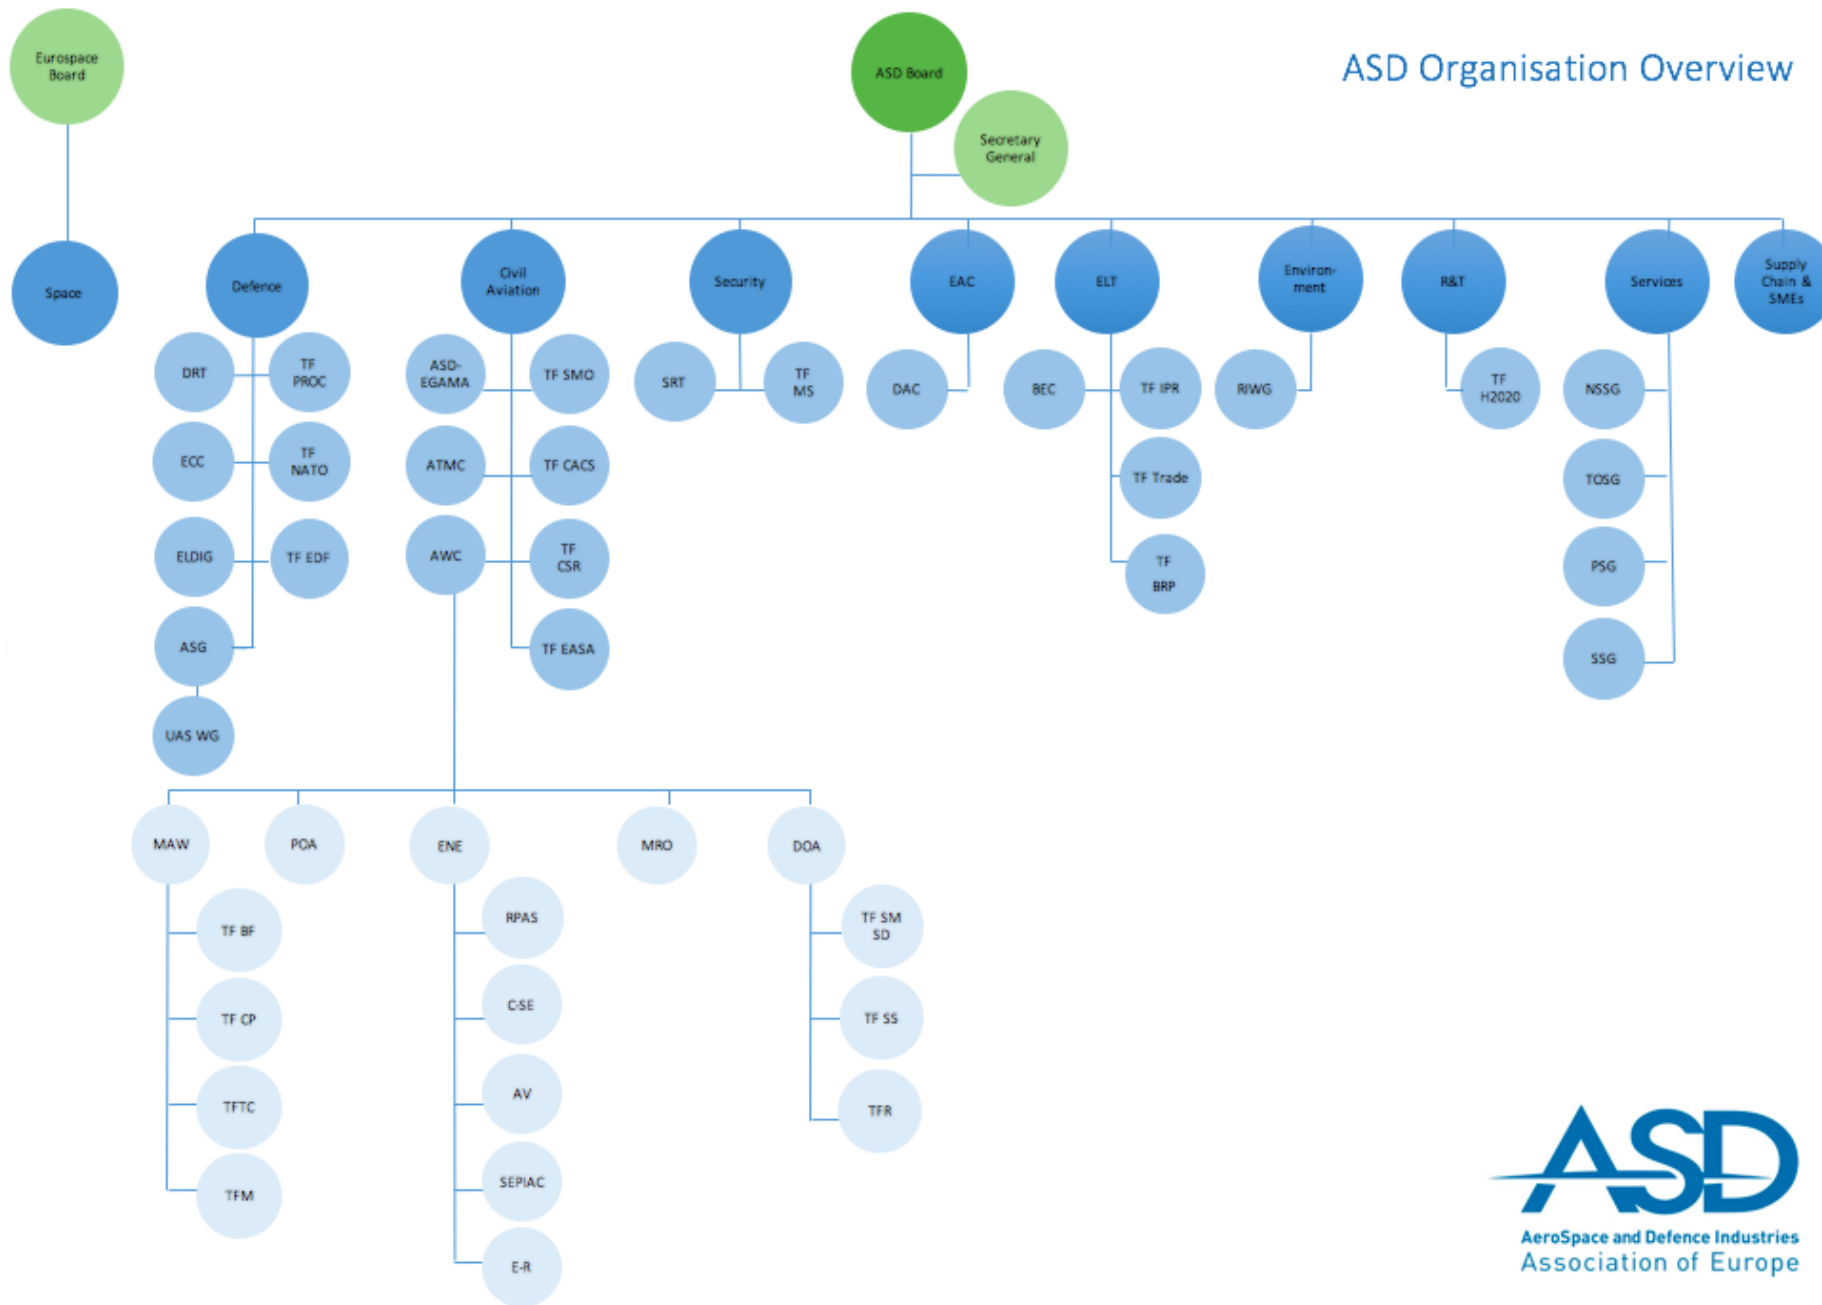 Eurospace
Board
ASD Board
ASD Organisation Overview
Secretary
General
Space
Defence
Civil
Aviation
Security
EAC
ELT
Environ-
ment
R&T
Services
Supply
Chain &
SMEs
DRT
TF
PROC
ASD-
EGAMA
TF SMO
SRT
TF
MS
DAC
BEC
TF IPR
RIWG
TF
H2020
NSSG
ECC
TF
NATO
ATMC
TF CACS
TF Trade
TOSG
ELDIG
TF EDF
AWC
TF
CSR
TF
BRP
PSG
ASG
TF EASA
SSG
UAS WG
MAW
POA
ENE
MRO
DOA
TF BF
RPAS
TF SM
SD
TF CP
C-SE
TF SS
TFTC
AV
TFR
TFM
SEPIAC
E-R
ASD
AeroSpace and Defence Industries
Association of Europe